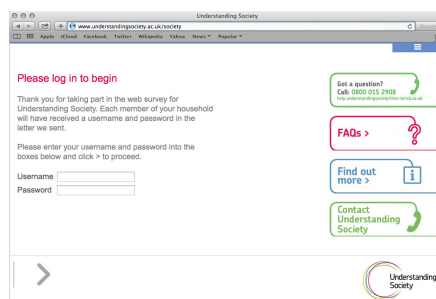 Understanding Society
www.understandingsociety.ac.uk/society
Apple iCloud Facebook Twitter Wikipedia Yahoo News Popular
Please log in to begin
Thank you for taking part in the web survey for
Understanding Society. Each member of your household
will have received a username and password in the
letter we sent.
Please enter your username and password into the
boxes below and click > to proceed.
Username
Password
Got a question?
Call: 0800 015 2908
FAQs >
Find out
more >
Contact
Understanding
Society
Understanding
Society